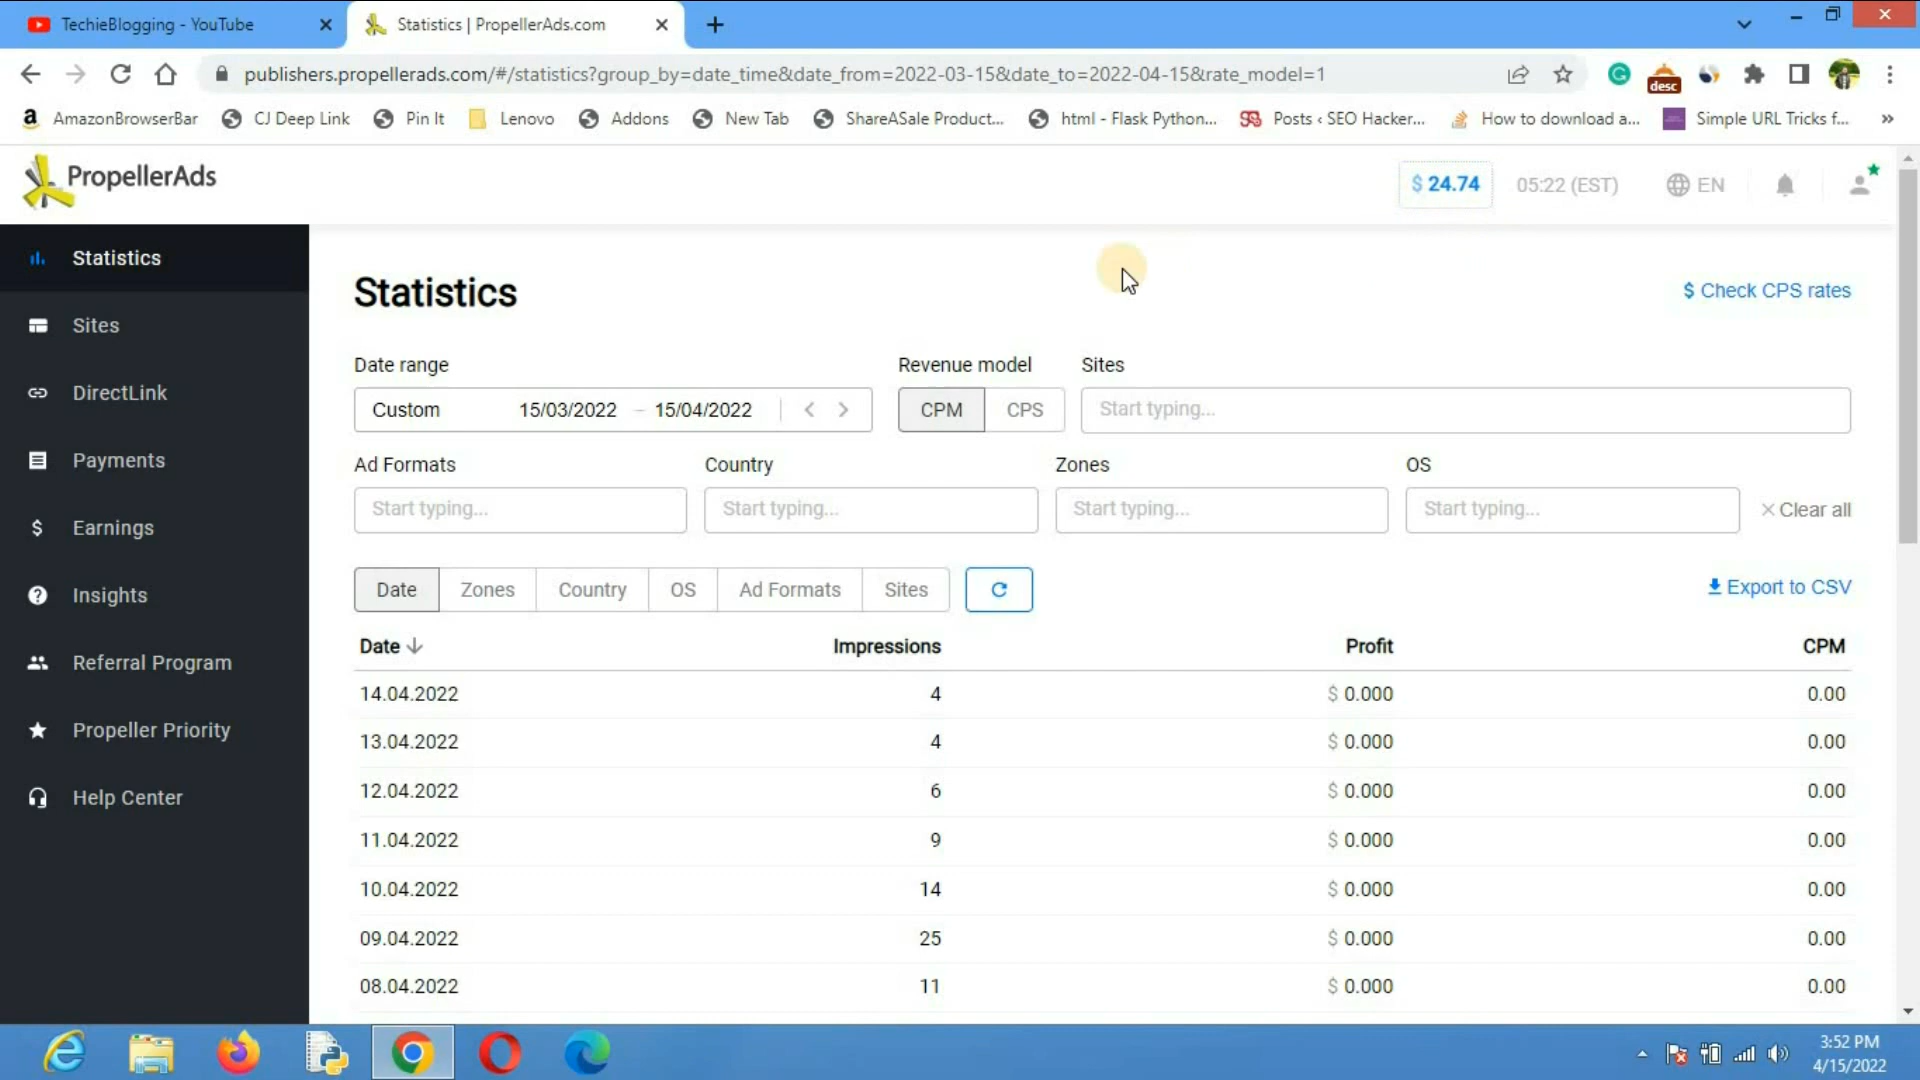 TechieBlogging - YouTube
Statistics | PropellerAds.com
publishers.propellerads.com/#/statistics?group_by=date_time&date_from=2022-03-15&date_to=2022-04-15&rate_model=1
desc
AmazonBrowserBar CJ Deep Link Pin It Lenovo Addons New Tab ShareASale Product... html - Flask Python... Posts ‹ SEO Hacker... How to download a... Simple URL Tricks f... »
PropellerAds
$ 24.74 05:22 (EST) EN
Statistics
Sites
DirectLink
Payments
Earnings
Insights
Referral Program
Propeller Priority
Help Center
Statistics
$ Check CPS rates
Date range Revenue model Sites
Custom 15/03/2022 – 15/04/2022 CPM CPS Start typing...
Ad Formats Country Zones OS
Start typing... Start typing... Start typing... Start typing... × Clear all
Date Zones Country OS Ad Formats Sites Export to CSV
Date ↓ Impressions Profit CPM
14.04.2022 4 $ 0.000 0.00
13.04.2022 4 $ 0.000 0.00
12.04.2022 6 $ 0.000 0.00
11.04.2022 9 $ 0.000 0.00
10.04.2022 14 $ 0.000 0.00
09.04.2022 25 $ 0.000 0.00
08.04.2022 11 $ 0.000 0.00
3:52 PM
4/15/2022